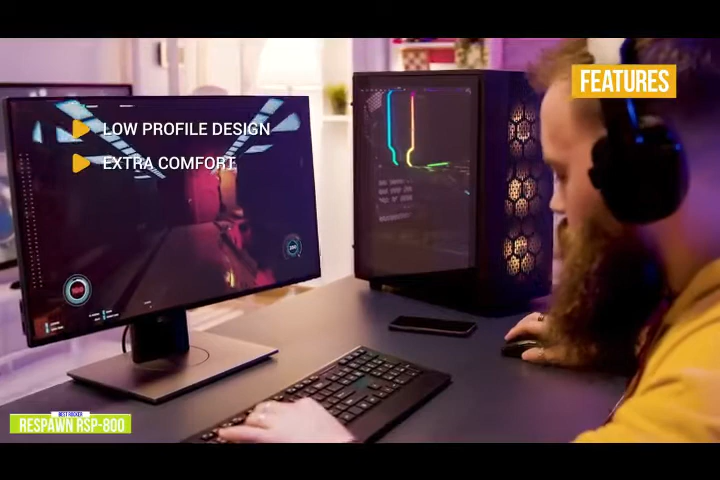 FEATURES
LOW PROFILE DESIGN
EXTRA COMFORT
BEST ROCKER
RESPAWN RSP-800